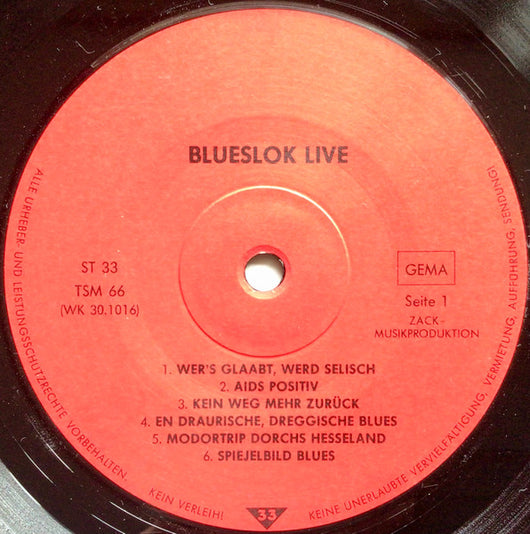 BLUESLOK LIVE
ST 33
TSM 66
(WK 30.1016)
GEMA
Seite 1
ZACK-
MUSIKPRODUKTION
1. WER'S GLAABT, WERD SELISCH
2. AIDS POSITIV
3. KEIN WEG MEHR ZURÜCK
4. EN DRAURISCHE, DREGGISCHE BLUES
5. MODORTRIP DORCHS HESSELAND
6. SPIEJELBILD BLUES
ALLE URHEBER- UND LEISTUNGSSCHUTZRECHTE VORBEHALTEN
KEIN VERLEIH!
33
KEINE UNERLAUBTE VERVIELFALTIGUNG, VERMIETUNG, AUFFÜHRUNG, SENDUNG!